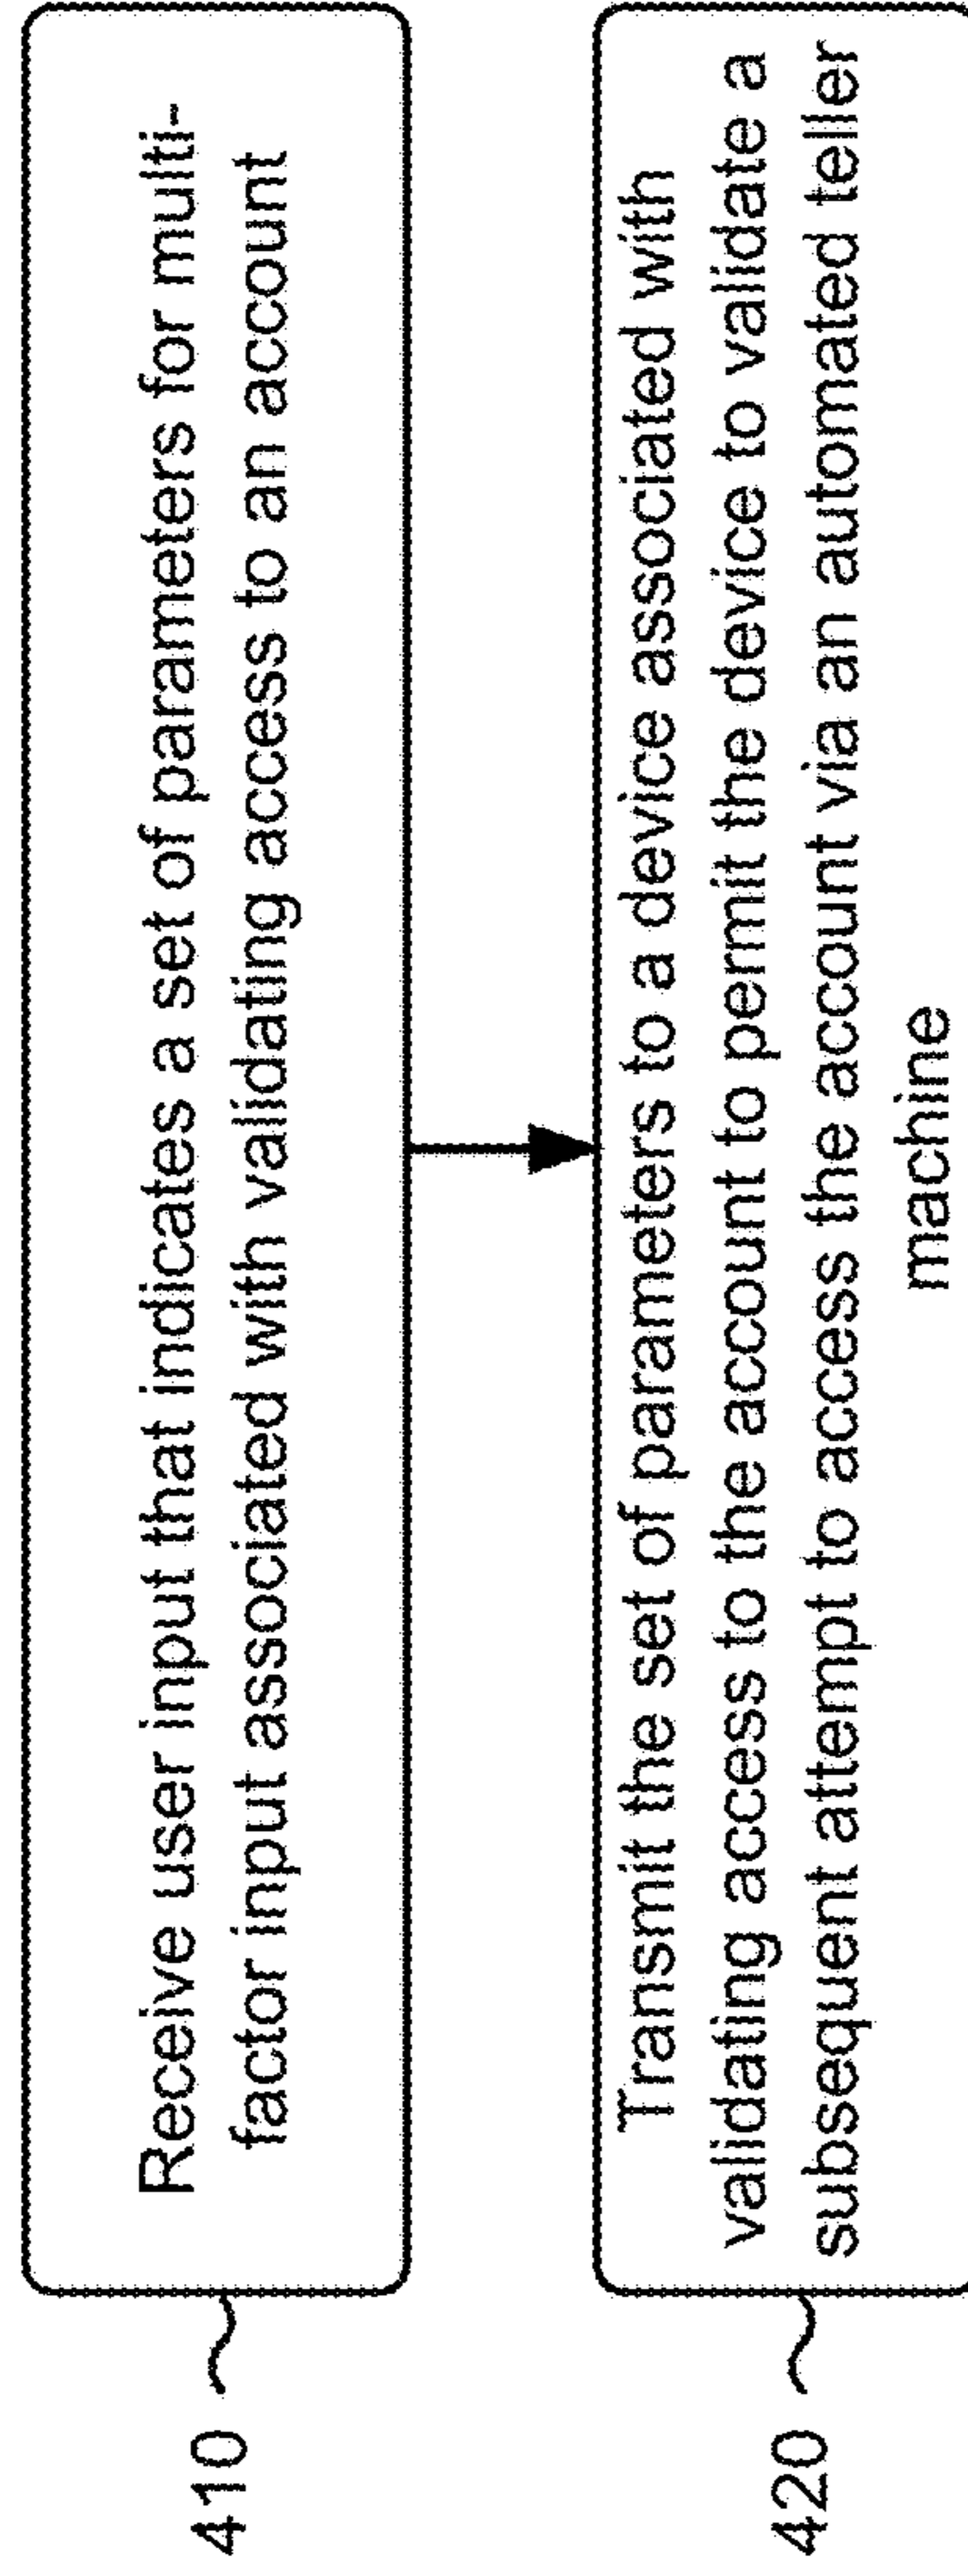 410
Receive user input that indicates a set of parameters for multi-
factor input associated with validating access to an account
420
Transmit the set of parameters to a device associated with
validating access to the account to permit the device to validate a
subsequent attempt to access the account via an automated teller
machine